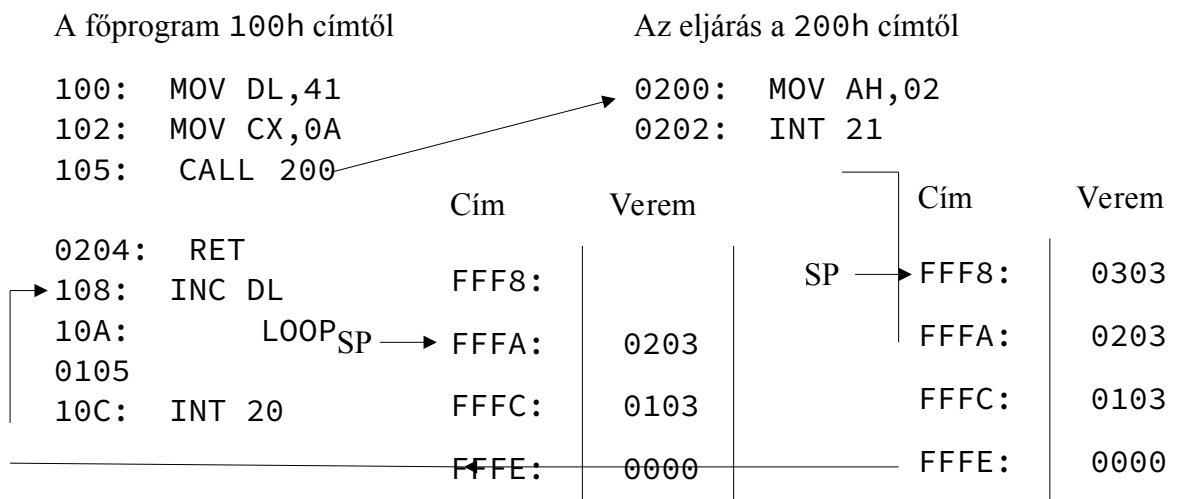 A főprogram 100h címtől
Az eljárás a 200h címtől
100: MOV DL,41
102: MOV CX,0A
105: CALL 200
0200: MOV AH,02
0202: INT 21
0204: RET
108: INC DL
10A: LOOP
0105
10C: INT 20
Cím Verem
FFF8:
SP FFFA: 0203
FFFC: 0103
FFFE: 0000
Cím Verem
SP FFF8: 0303
FFFA: 0203
FFFC: 0103
FFFE: 0000